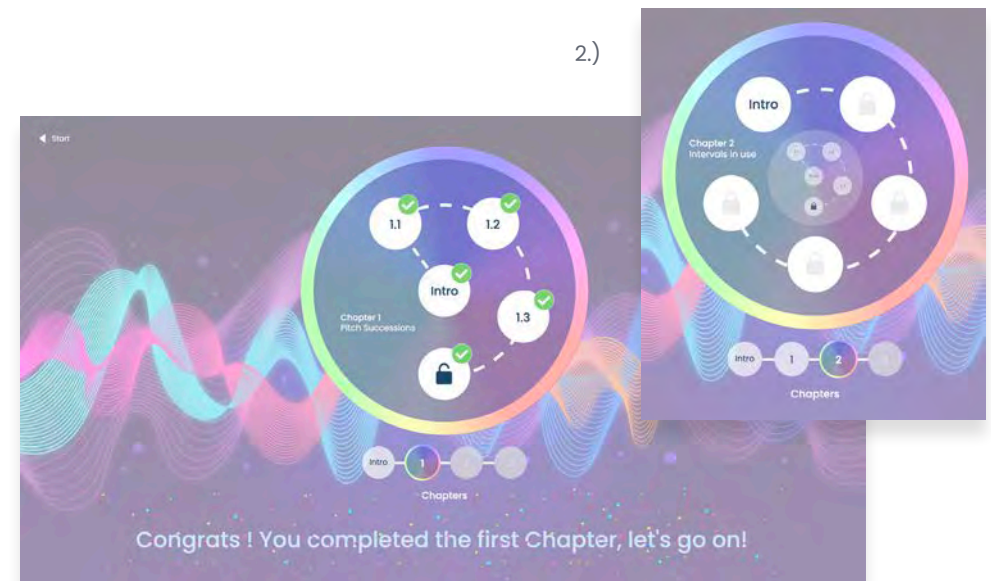 2.)
Start
1.1
1.2
Intro
1.3
Chapter 1
Pitch Successions
Intro
1
Chapters
Congrats ! You completed the first Chapter, let's go on!
Intro
Chapter 2
Intervals in use
Intro
1
2
Chapters